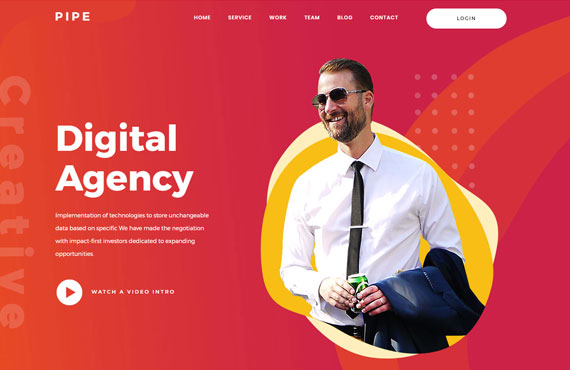 PIPE
HOME SERVICE WORK TEAM BLOG CONTACT LOGIN
Creative
Digital
Agency
Implementation of technologies to store unchangeable
data based on specific We have made the negotiation
with impact-first investors dedicated to expanding
opportunities.
WATCH A VIDEO INTRO